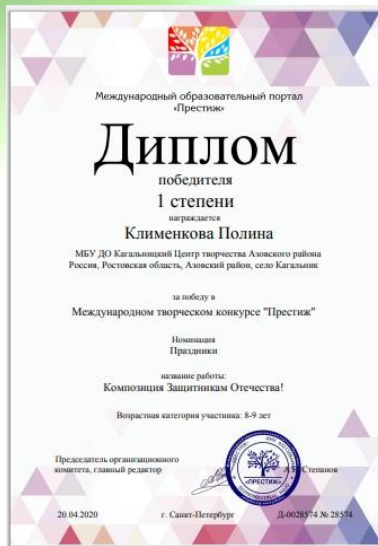 Международный образовательный портал
«Престиж»
Диплом
победителя
1 степени
награждается
Клименкова Полина
МБУ ДО Кагальницкий Центр творчества Азовского района
Россия, Ростовская область, Азовский район, село Кагальник
за победу в
Международном творческом конкурсе "Престиж"
Номинация
Праздники
название работы:
Композиция Защитникам Отечества!
Возрастная категория участника: 8-9 лет
Председатель организационного
комитета, главный редактор
Степанов
«ПРЕСТИЖ»
20.04.2020 г. Санкт-Петербург Д-0028574 № 28574